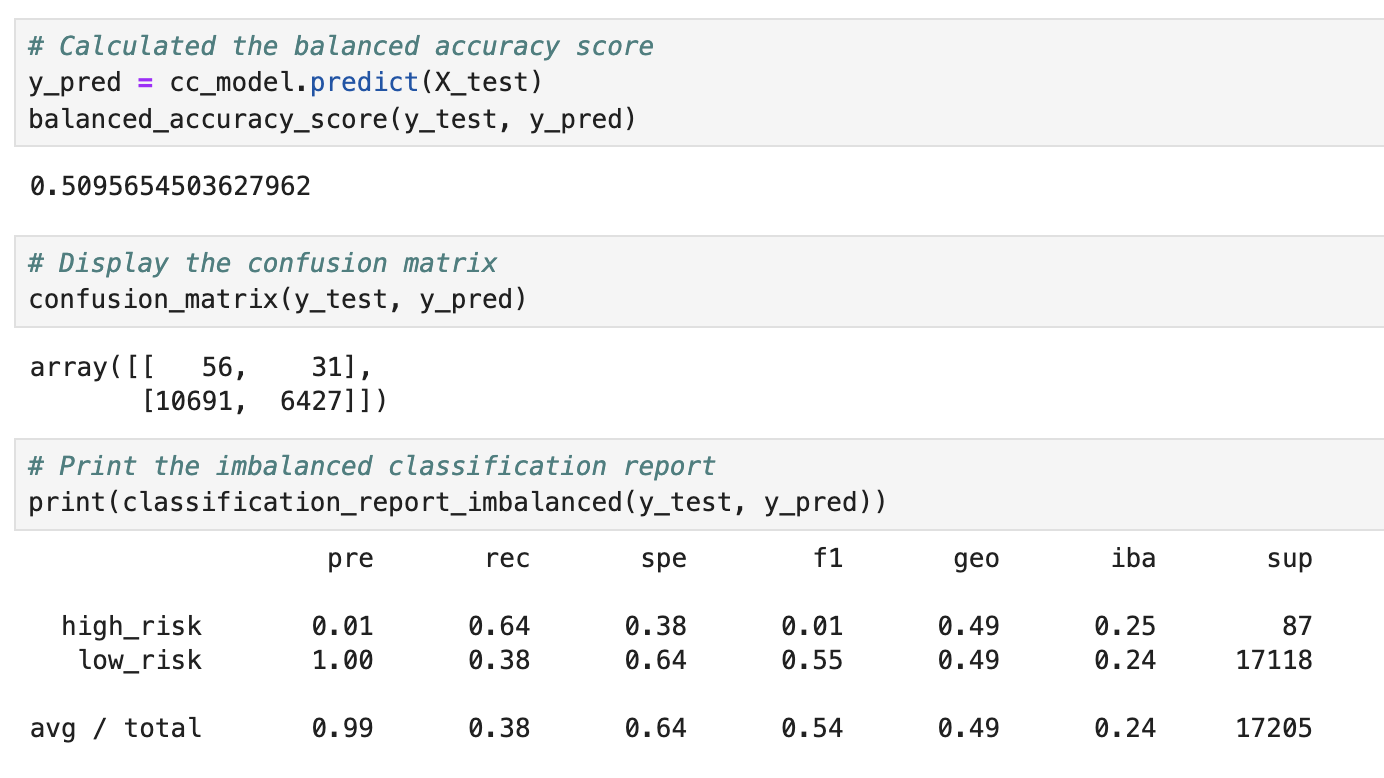 # Calculated the balanced accuracy score
y_pred = cc_model.predict(X_test)
balanced_accuracy_score(y_test, y_pred)
0.5095654503627962
# Display the confusion matrix
confusion_matrix(y_test, y_pred)
array([[   56,    31],
       [10691,  6427]])
# Print the imbalanced classification report
print(classification_report_imbalanced(y_test, y_pred))
pre rec spe f1 geo iba sup
high_risk 0.01 0.64 0.38 0.01 0.49 0.25 87
low_risk 1.00 0.38 0.64 0.55 0.49 0.24 17118
avg / total 0.99 0.38 0.64 0.54 0.49 0.24 17205